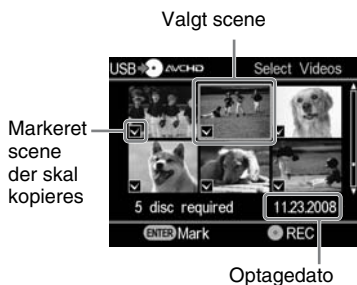 Valgt scene
USB AVCHD Select Videos
Markeret
scene
der skal
kopieres
5 disc required 11.23.2008
ENTER Mark REC
Optagedato